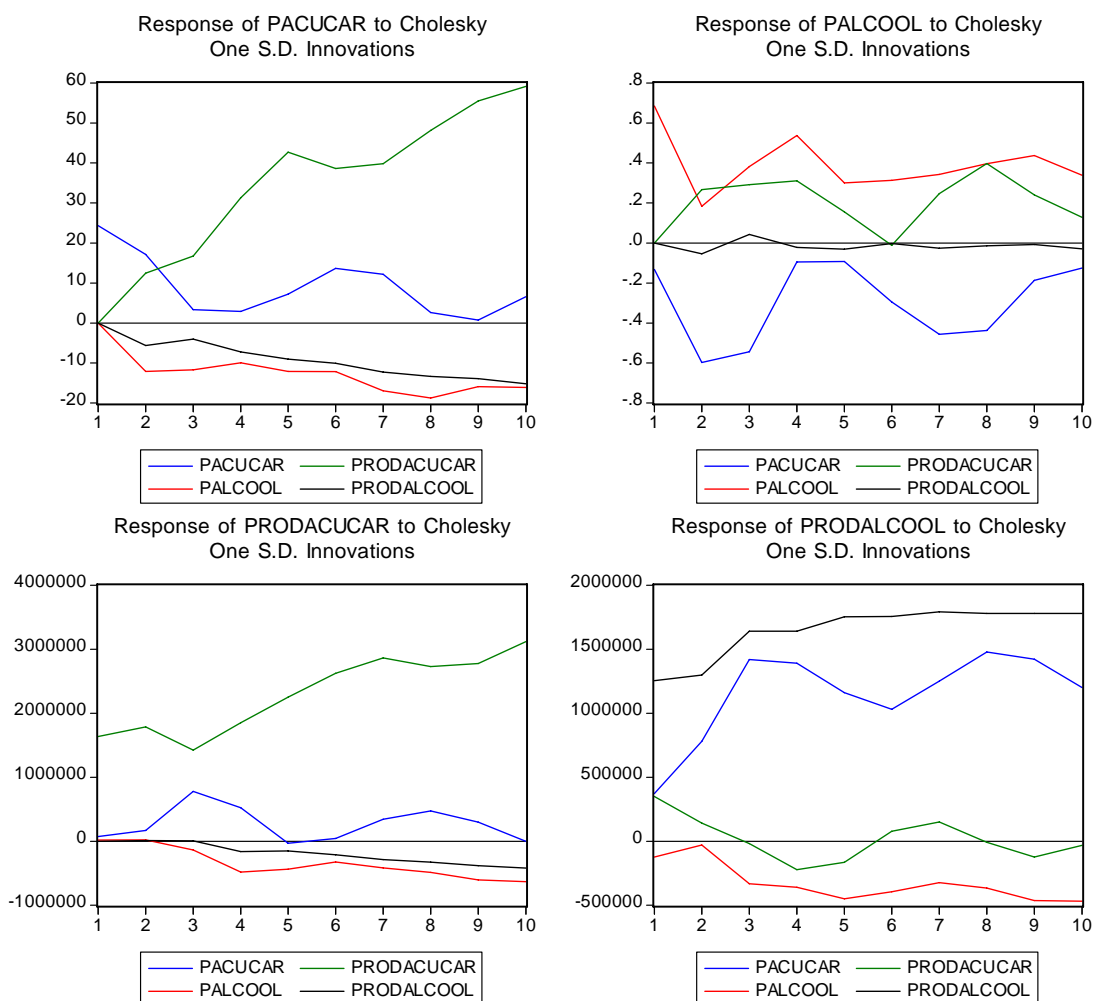 Response of PACUCAR to Cholesky
One S.D. Innovations
60
50
40
30
20
10
0
-10
-20
1 2 3 4 5 6 7 8 9 10
PACUCAR PRODACUCAR
PALCOOL PRODALCOOL
Response of PALCOOL to Cholesky
One S.D. Innovations
.8
.6
.4
.2
.0
-.2
-.4
-.6
-.8
1 2 3 4 5 6 7 8 9 10
PACUCAR PRODACUCAR
PALCOOL PRODALCOOL
Response of PRODACUCAR to Cholesky
One S.D. Innovations
4000000
3000000
2000000
1000000
0
-1000000
1 2 3 4 5 6 7 8 9 10
PACUCAR PRODACUCAR
PALCOOL PRODALCOOL
Response of PRODALCOOL to Cholesky
One S.D. Innovations
2000000
1500000
1000000
500000
0
-500000
1 2 3 4 5 6 7 8 9 10
PACUCAR PRODACUCAR
PALCOOL PRODALCOOL